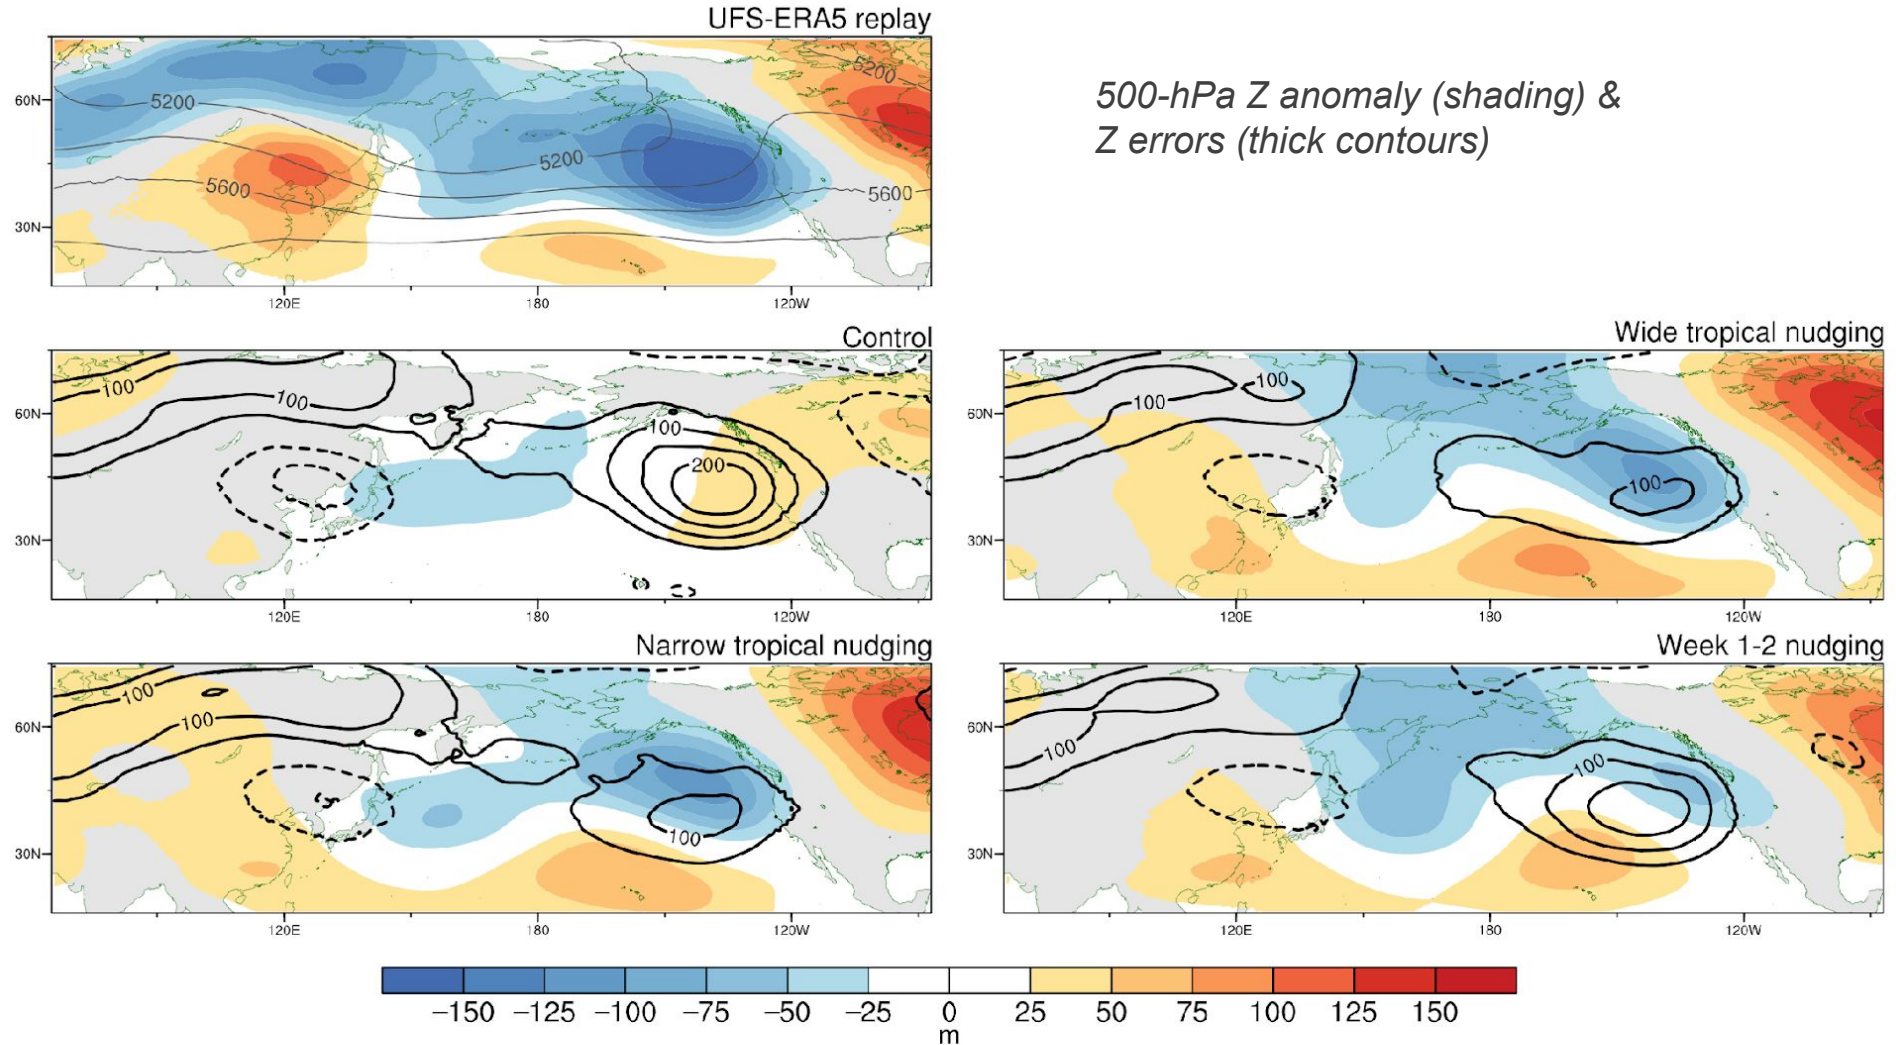 UFS-ERA5 replay
5200
5200
5200
5600
5600
60N
30N
120E
180
120W
500-hPa Z anomaly (shading) &
Z errors (thick contours)
Control
100
100
100
200
60N
30N
120E
180
120W
Wide tropical nudging
100
100
100
60N
30N
120E
180
120W
Narrow tropical nudging
100
100
100
60N
30N
120E
180
120W
Week 1-2 nudging
100
100
60N
30N
120E
180
120W
−150 −125 −100 −75 −50 −25 0 25 50 75 100 125 150
m